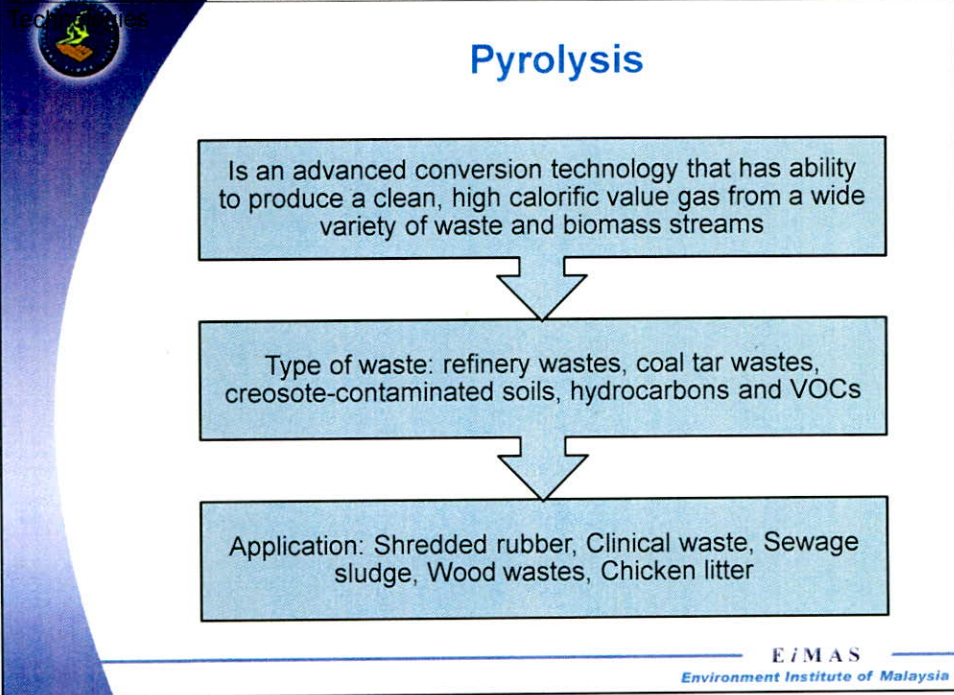 Technologies
Pyrolysis
Is an advanced conversion technology that has ability
to produce a clean, high calorific value gas from a wide
variety of waste and biomass streams
Type of waste: refinery wastes, coal tar wastes,
creosote-contaminated soils, hydrocarbons and VOCs
Application: Shredded rubber, Clinical waste, Sewage
sludge, Wood wastes, Chicken litter
EiMAS
Environment Institute of Malaysia